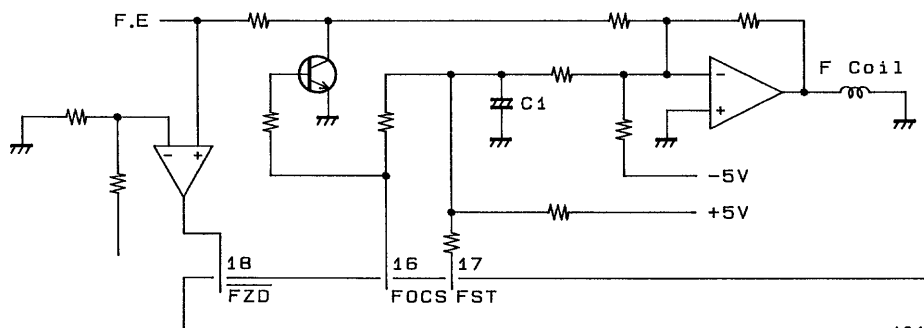 F.E
F Coil
−
+
C1
− +
-5V
+5V
18 16 17
FZD FOCS FST